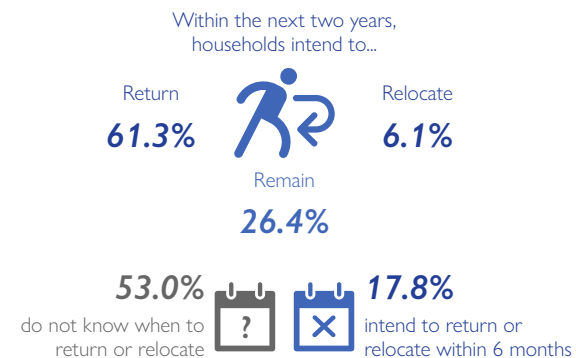 Within the next two years,
households intend to...
Return
61.3%
Relocate
6.1%
Remain
26.4%
53.0%
do not know when to
return or relocate
?
17.8%
intend to return or
relocate within 6 months